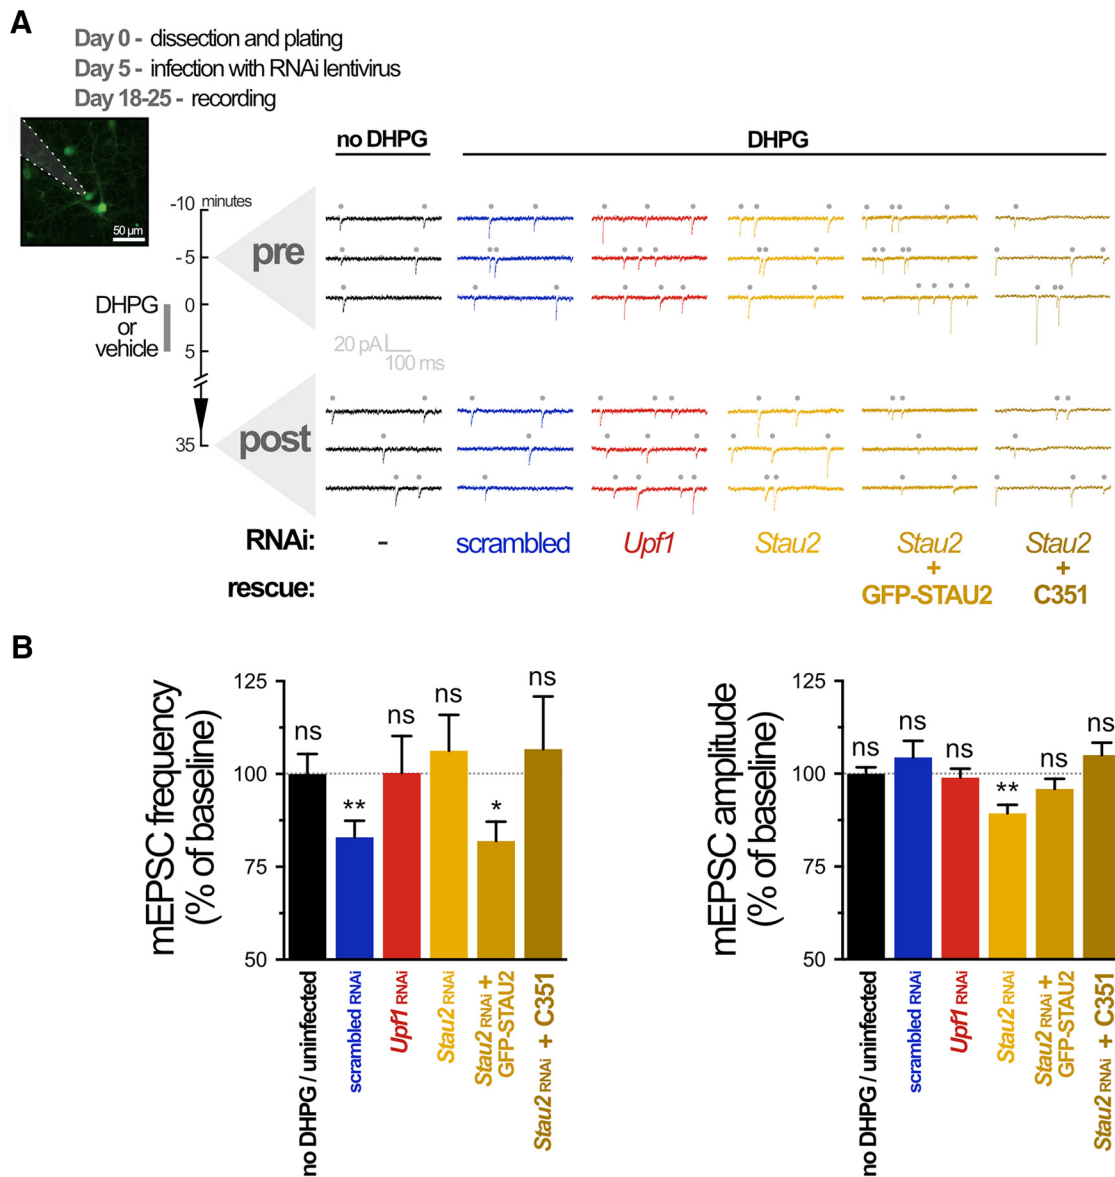 A
Day 0 - dissection and plating
Day 5 - infection with RNAi lentivirus
Day 18-25 - recording
50 µm
no DHPG
DHPG
-10 minutes
-5
0
5
35
DHPG
or
vehicle
pre
20 pA
100 ms
post
RNAi:
-
scrambled
Upf1
Stau2
Stau2
Stau2
rescue:
+
GFP-STAU2
+
C351
B
mEPSC frequency
(% of baseline)
125
100
75
50
ns
**
ns
ns
*
ns
no DHPG / uninfected
scrambled RNAi
Upf1 RNAi
Stau2 RNAi
Stau2 RNAi +
GFP-STAU2
Stau2 RNAi + C351
mEPSC amplitude
(% of baseline)
125
100
75
50
ns
ns
ns
**
ns
ns
no DHPG / uninfected
scrambled RNAi
Upf1 RNAi
Stau2 RNAi
Stau2 RNAi +
GFP-STAU2
Stau2 RNAi + C351